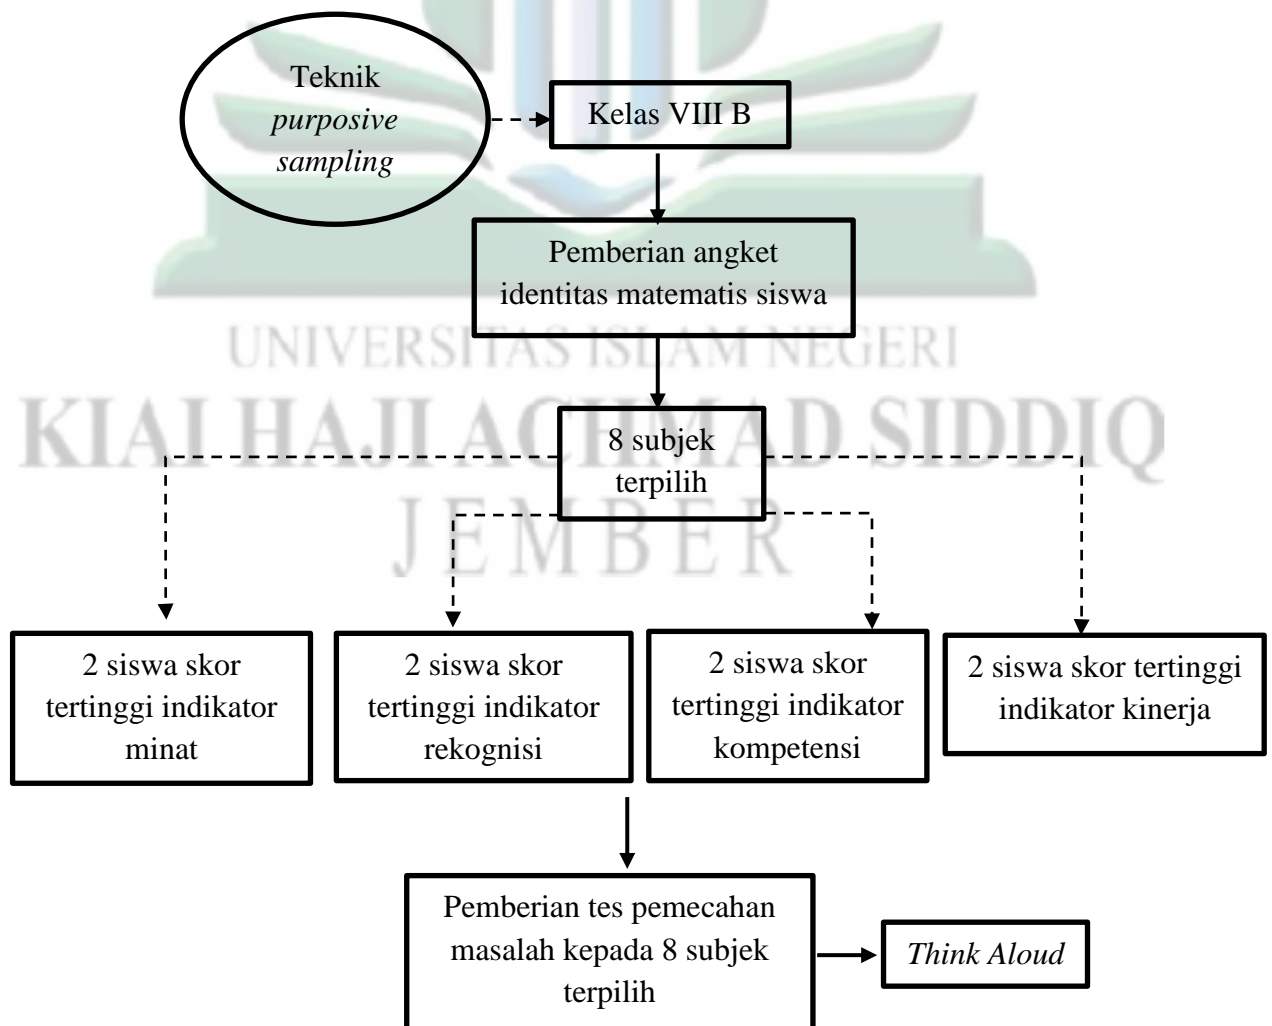 Teknik
purposive
sampling
Kelas VIII B
Pemberian angket
identitas matematis siswa
UNIVERSITAS ISLAM NEGERI
KIAI HAJI ACHMAD SIDDIQ
JEMBER
8 subjek
terpilih
2 siswa skor
tertinggi indikator
minat
2 siswa skor
tertinggi indikator
rekognisi
2 siswa skor
tertinggi indikator
kompetensi
2 siswa skor tertinggi
indikator kinerja
Pemberian tes pemecahan
masalah kepada 8 subjek
terpilih
Think Aloud